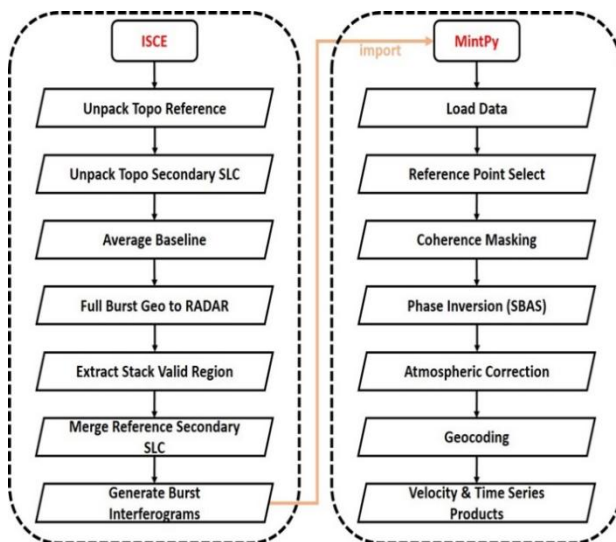 ISCE
Unpack Topo Reference
Unpack Topo Secondary SLC
Average Baseline
Full Burst Geo to RADAR
Extract Stack Valid Region
Merge Reference Secondary
SLC
Generate Burst
Interferograms
import
MintPy
Load Data
Reference Point Select
Coherence Masking
Phase Inversion (SBAS)
Atmospheric Correction
Geocoding
Velocity & Time Series
Products